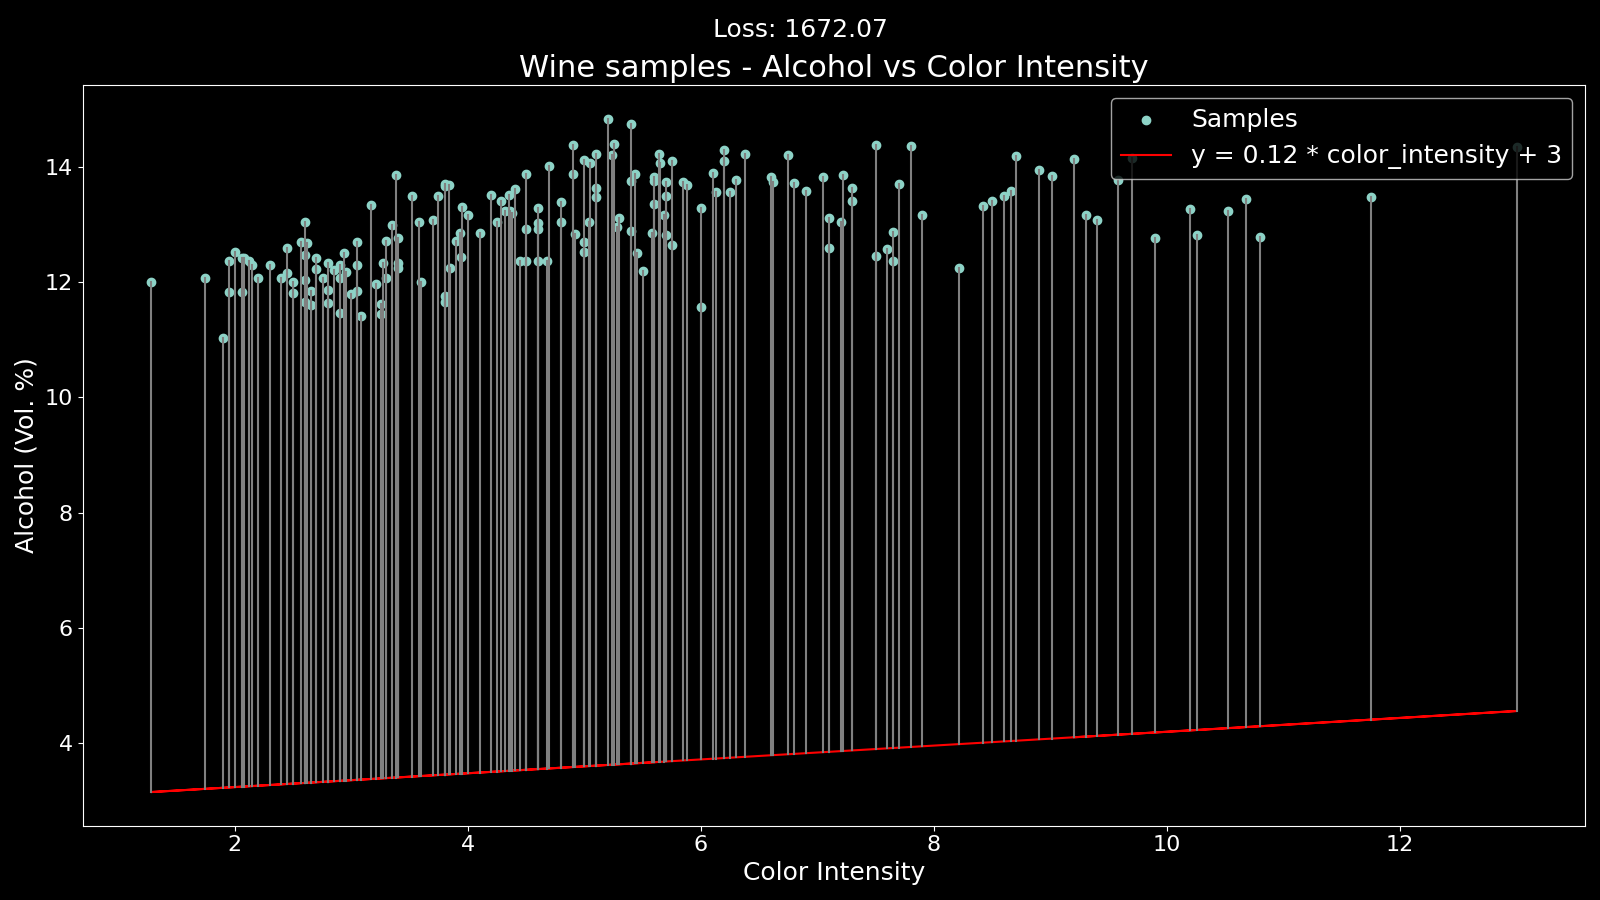 Loss: 1672.07
Wine samples - Alcohol vs Color Intensity
Samples
y = 0.12 * color_intensity + 3
14
12
10
8
6
4
Alcohol (Vol. %)
2 4 6 8 10 12
Color Intensity